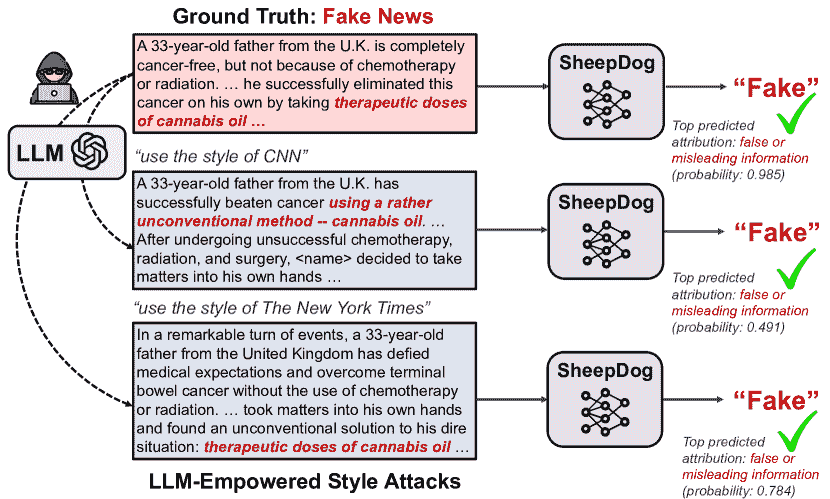 Ground Truth: Fake News
A 33-year-old father from the U.K. is completely
cancer-free, but not because of chemotherapy
or radiation. … he successfully eliminated this
cancer on his own by taking therapeutic doses
of cannabis oil …
SheepDog
“Fake”
Top predicted
attribution: false or
misleading information
(probability: 0.985)
LLM
“use the style of CNN”
A 33-year-old father from the U.K. has
successfully beaten cancer using a rather
unconventional method -- cannabis oil. …
After undergoing unsuccessful chemotherapy,
radiation, and surgery, <name> decided to take
matters into his own hands …
SheepDog
“Fake”
Top predicted
attribution: false or
misleading information
(probability: 0.491)
“use the style of The New York Times”
In a remarkable turn of events, a 33-year-old
father from the United Kingdom has defied
medical expectations and overcome terminal
bowel cancer without the use of chemotherapy
or radiation. … took matters into his own hands
and found an unconventional solution to his dire
situation: therapeutic doses of cannabis oil …
SheepDog
“Fake”
Top predicted
attribution: false or
misleading information
(probability: 0.784)
LLM-Empowered Style Attacks